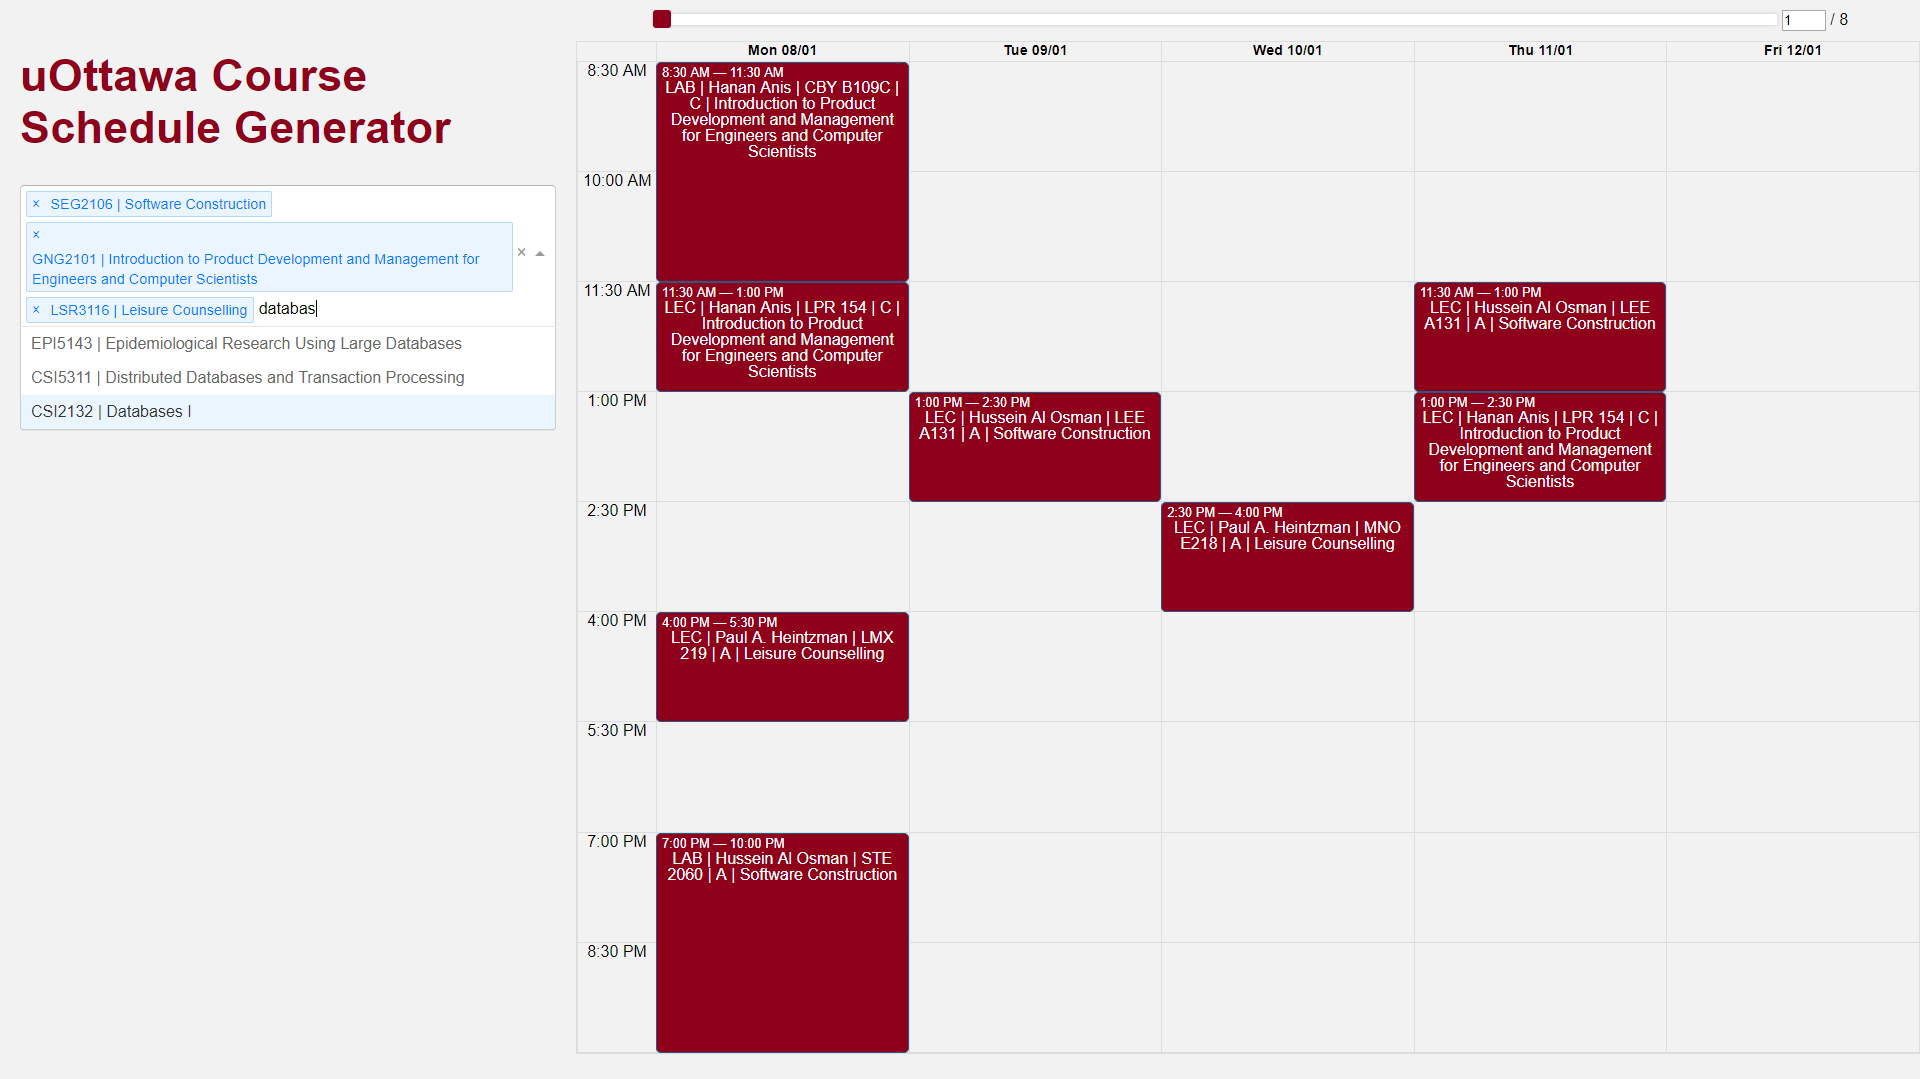 1 / 8
uOttawa Course
Schedule Generator
× SEG2106 | Software Construction
×
GNG2101 | Introduction to Product Development and Management for
Engineers and Computer Scientists
×
× LSR3116 | Leisure Counselling databas
EPI5143 | Epidemiological Research Using Large Databases
CSI5311 | Distributed Databases and Transaction Processing
CSI2132 | Databases I
Mon 08/01 Tue 09/01 Wed 10/01 Thu 11/01 Fri 12/01
8:30 AM
10:00 AM
11:30 AM
1:00 PM
2:30 PM
4:00 PM
5:30 PM
7:00 PM
8:30 PM
8:30 AM — 11:30 AM
LAB | Hanan Anis | CBY B109C |
C | Introduction to Product
Development and Management
for Engineers and Computer
Scientists
11:30 AM — 1:00 PM
LEC | Hanan Anis | LPR 154 | C |
Introduction to Product
Development and Management
for Engineers and Computer
Scientists
4:00 PM — 5:30 PM
LEC | Paul A. Heintzman | LMX
219 | A | Leisure Counselling
7:00 PM — 10:00 PM
LAB | Hussein Al Osman | STE
2060 | A | Software Construction
1:00 PM — 2:30 PM
LEC | Hussein Al Osman | LEE
A131 | A | Software Construction
2:30 PM — 4:00 PM
LEC | Paul A. Heintzman | MNO
E218 | A | Leisure Counselling
11:30 AM — 1:00 PM
LEC | Hussein Al Osman | LEE
A131 | A | Software Construction
1:00 PM — 2:30 PM
LEC | Hanan Anis | LPR 154 | C |
Introduction to Product
Development and Management
for Engineers and Computer
Scientists